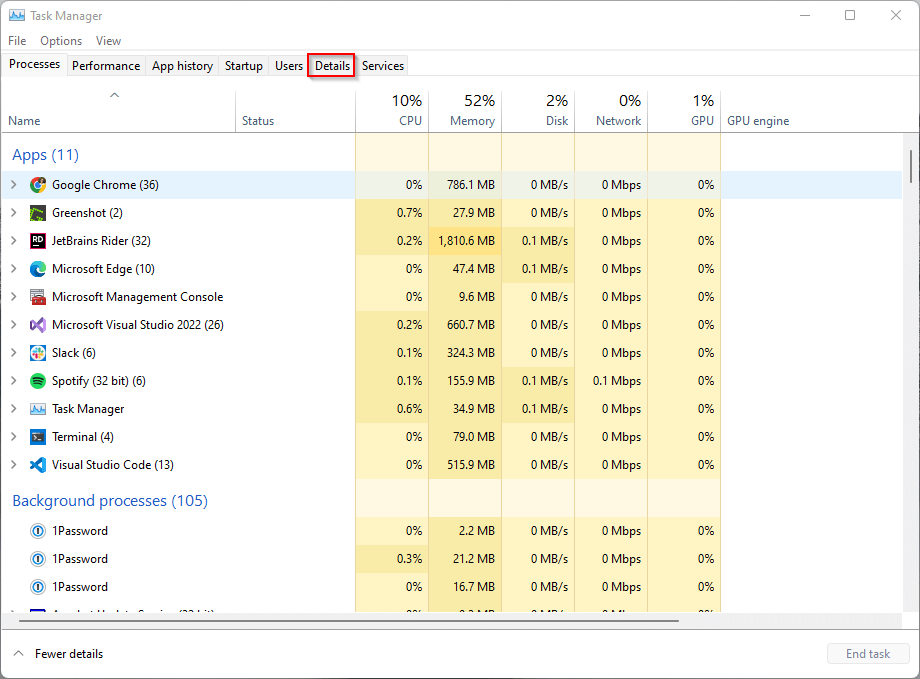 Task Manager
File Options View
Processes Performance App history Startup Users Details Services
10% 52% 2% 0% 1%
Name Status CPU Memory Disk Network GPU GPU engine
Apps (11)
Google Chrome (36) 0% 786.1 MB 0 MB/s 0 Mbps 0%
Greenshot (2) 0.7% 27.9 MB 0 MB/s 0 Mbps 0%
RD JetBrains Rider (32) 0.2% 1,810.6 MB 0.1 MB/s 0 Mbps 0%
Microsoft Edge (10) 0% 47.4 MB 0.1 MB/s 0 Mbps 0%
Microsoft Management Console 0% 9.6 MB 0 MB/s 0 Mbps 0%
Microsoft Visual Studio 2022 (26) 0.2% 660.7 MB 0 MB/s 0 Mbps 0%
Slack (6) 0.1% 324.3 MB 0 MB/s 0 Mbps 0%
Spotify (32 bit) (6) 0.1% 155.9 MB 0.1 MB/s 0.1 Mbps 0%
Task Manager 0.6% 34.9 MB 0.1 MB/s 0 Mbps 0%
Terminal (4) 0% 79.0 MB 0 MB/s 0 Mbps 0%
Visual Studio Code (13) 0% 515.9 MB 0 MB/s 0 Mbps 0%
Background processes (105)
1Password 0% 2.2 MB 0 MB/s 0 Mbps 0%
1Password 0.3% 21.2 MB 0 MB/s 0 Mbps 0%
1Password 0% 16.7 MB 0 MB/s 0 Mbps 0%
Fewer details End task